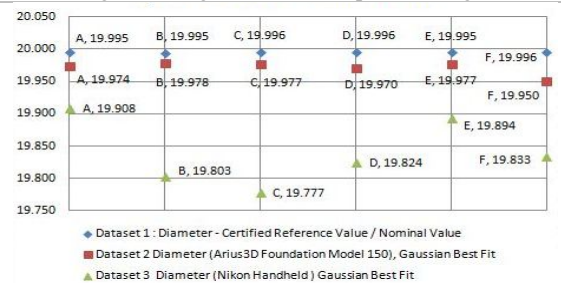 20.050
20.000
19.950
19.900
19.850
19.800
19.750
A, 19.995
B, 19.995
C, 19.996
D, 19.996
E, 19.995
F, 19.996
A, 19.974
B, 19.978
C, 19.977
D, 19.970
E, 19.977
F, 19.950
A, 19.908
B, 19.803
C, 19.777
D, 19.824
E, 19.894
F, 19.833
Dataset 1 : Diameter - Certified Reference Value / Nominal Value
Dataset 2 Diameter (Arius3D Foundation Model 150), Gaussian Best Fit
Dataset 3 Diameter (Nikon Handheld ) Gaussian Best Fit